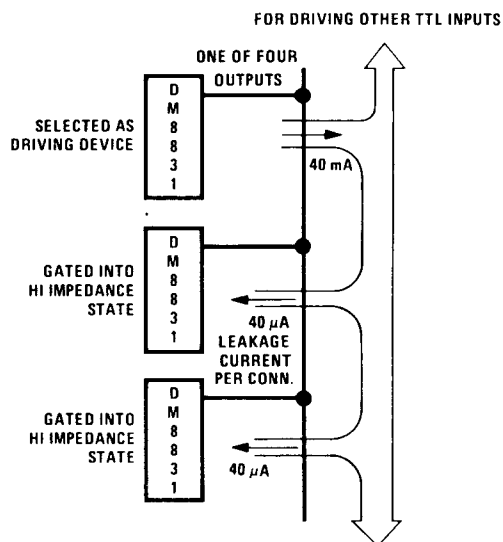 FOR DRIVING OTHER TTL INPUTS
ONE OF FOUR
OUTPUTS
SELECTED AS
DRIVING DEVICE
D
M
8
8
3
1
40 mA
GATED INTO
HI IMPEDANCE
STATE
D
M
8
8
3
1
40 μA
LEAKAGE
CURRENT
PER CONN.
GATED INTO
HI IMPEDANCE
STATE
D
M
8
8
3
1
40 μA